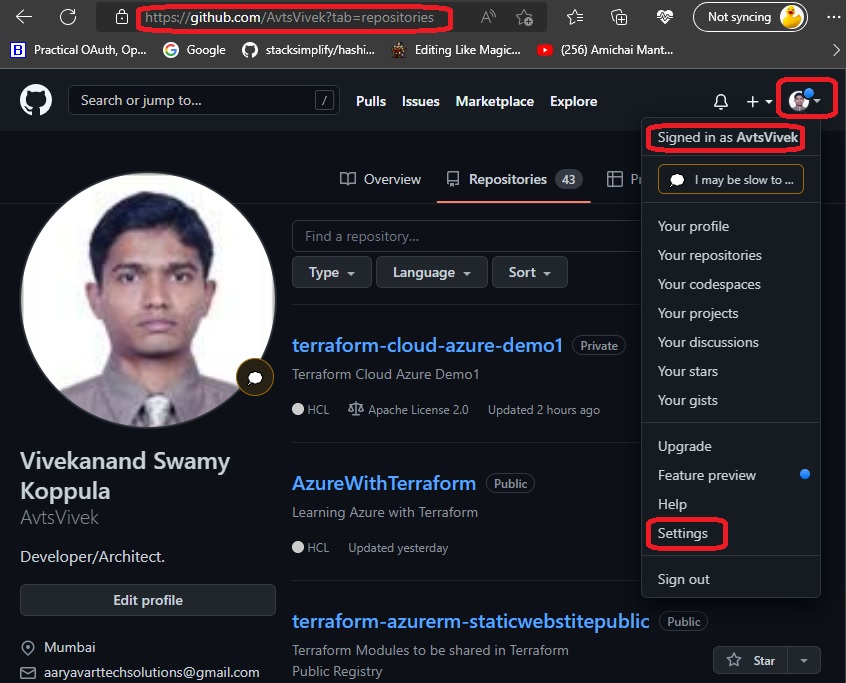 https://github.com/AvtsVivek?tab=repositories
Not syncing
B Practical OAuth, Op...
Google
stacksimplify/hashi...
Editing Like Magic...
(256) Amichai Mant...
Search or jump to...
/
Pulls
Issues
Marketplace
Explore
Signed in as AvtsVivek
I may be slow to ...
Your profile
Your repositories
Your codespaces
Your projects
Your discussions
Your stars
Your gists
Upgrade
Feature preview
Help
Settings
Sign out
Overview
Repositories 43
Find a repository...
Type
Language
Sort
terraform-cloud-azure-demo1 Private
Terraform Cloud Azure Demo1
HCL Apache License 2.0 Updated 2 hours ago
AzureWithTerraform Public
Learning Azure with Terraform
HCL Updated yesterday
terraform-azurerm-staticwebstitepublic Public
Terraform Modules to be shared in Terraform
Public Registry
Star
Vivekanand Swamy
Koppula
AvtsVivek
Developer/Architect.
Edit profile
Mumbai
aaryavarttechsolutions@gmail.com